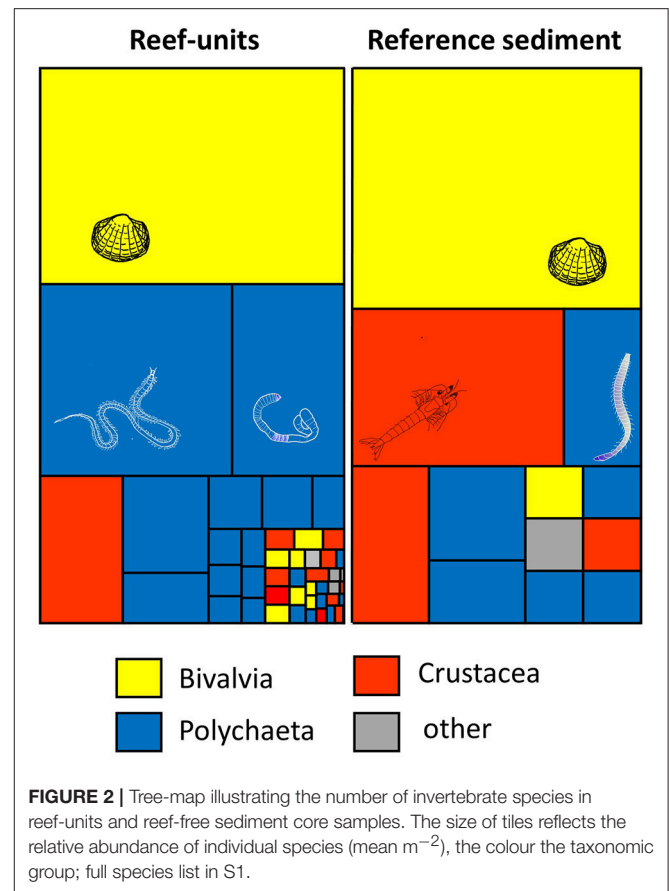 Reef-units Reference sediment
Bivalvia Crustacea
Polychaeta other
FIGURE 2 | Tree-map illustrating the number of invertebrate species in
reef-units and reef-free sediment core samples. The size of tiles reflects the
relative abundance of individual species (mean m⁻²), the colour the taxonomic
group; full species list in S1.